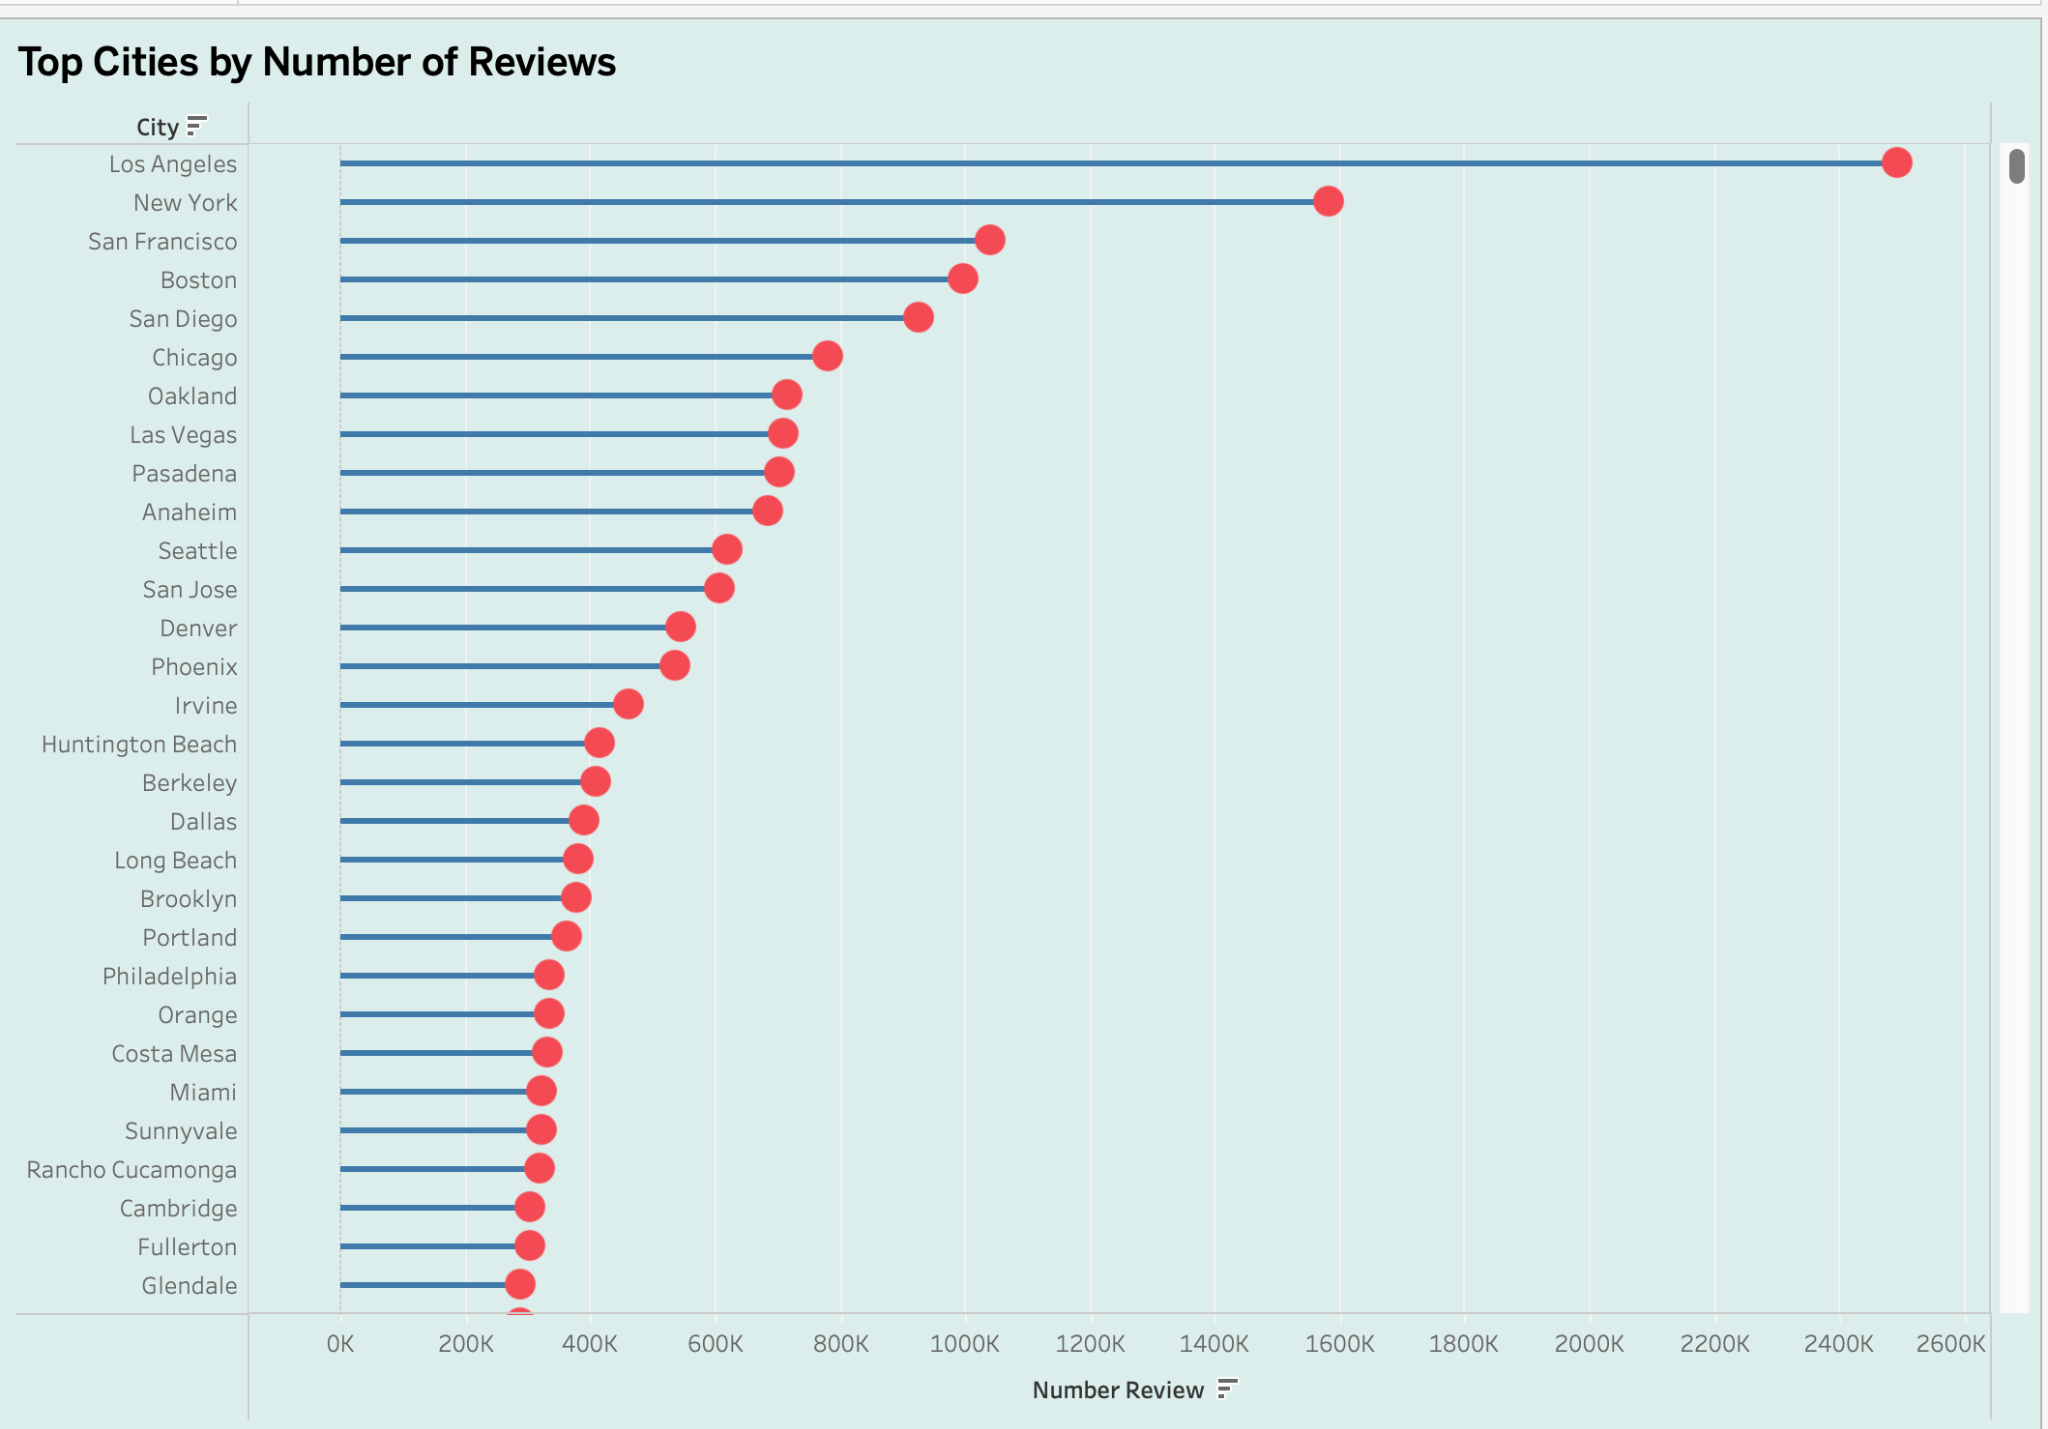 Top Cities by Number of Reviews
City
Los Angeles
New York
San Francisco
Boston
San Diego
Chicago
Oakland
Las Vegas
Pasadena
Anaheim
Seattle
San Jose
Denver
Phoenix
Irvine
Huntington Beach
Berkeley
Dallas
Long Beach
Brooklyn
Portland
Philadelphia
Orange
Costa Mesa
Miami
Sunnyvale
Rancho Cucamonga
Cambridge
Fullerton
Glendale
0K 200K 400K 600K 800K 1000K 1200K 1400K 1600K 1800K 2000K 2200K 2400K 2600K
Number Review